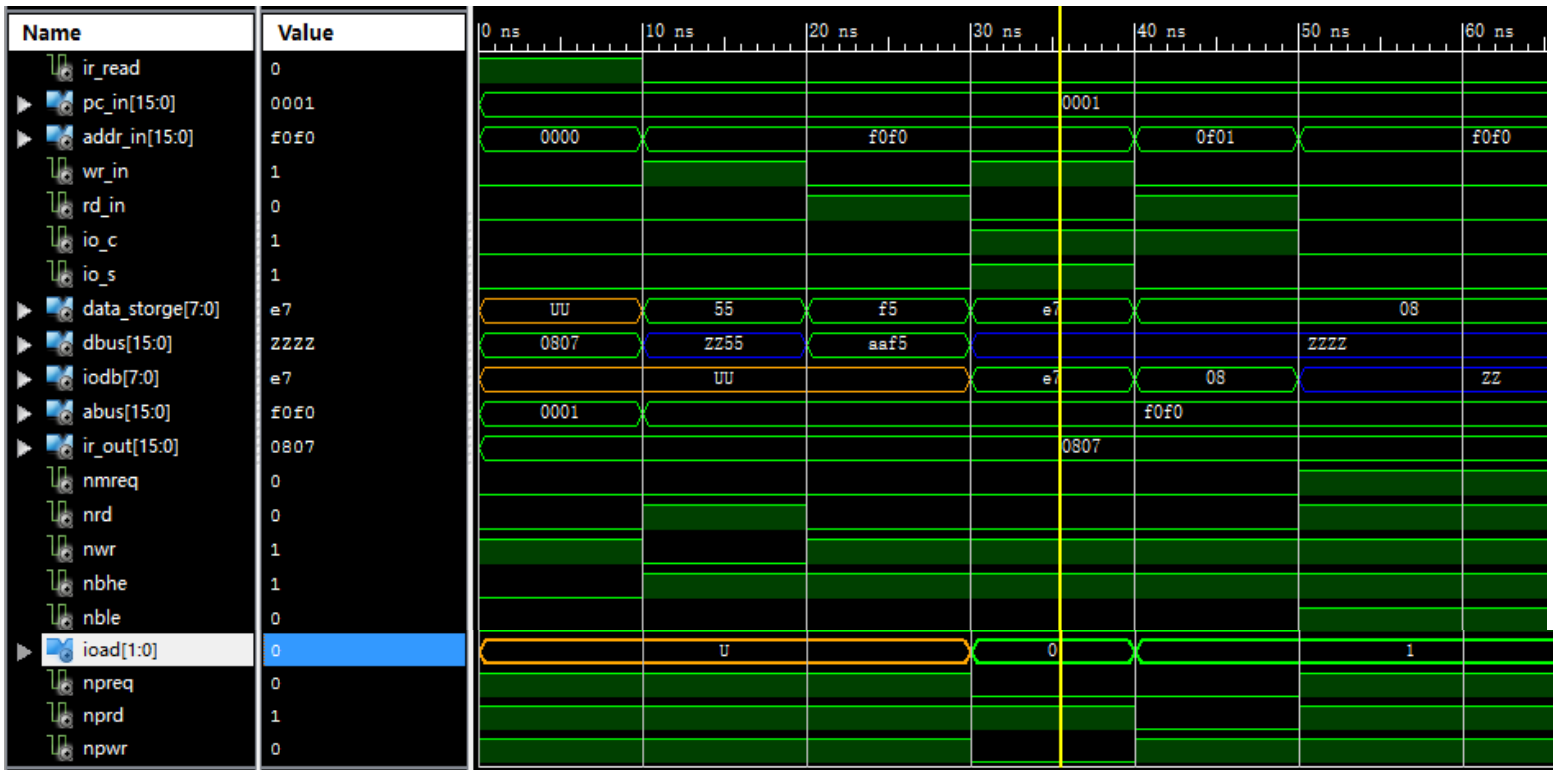 Name Value 0 ns 10 ns 20 ns 30 ns 40 ns 50 ns 60 ns
ir_read 0
pc_in[15:0] 0001 0001
addr_in[15:0] f0f0 0000 f0f0 0f01 f0f0
wr_in 1
rd_in 0
io_c 1
io_s 1
data_storge[7:0] e7 UU 55 f5 e7 08
dbus[15:0] ZZZZ 0807 ZZ55 aaf5 ZZZZ
iodb[7:0] e7 UU e7 08 ZZ
abus[15:0] f0f0 0001 f0f0
ir_out[15:0] 0807 0807
nmreq 0
nrd 0
nwr 1
nbhe 1
nble 0
ioad[1:0] 0 U 0 1
npreq 0
nprd 1
npwr 0